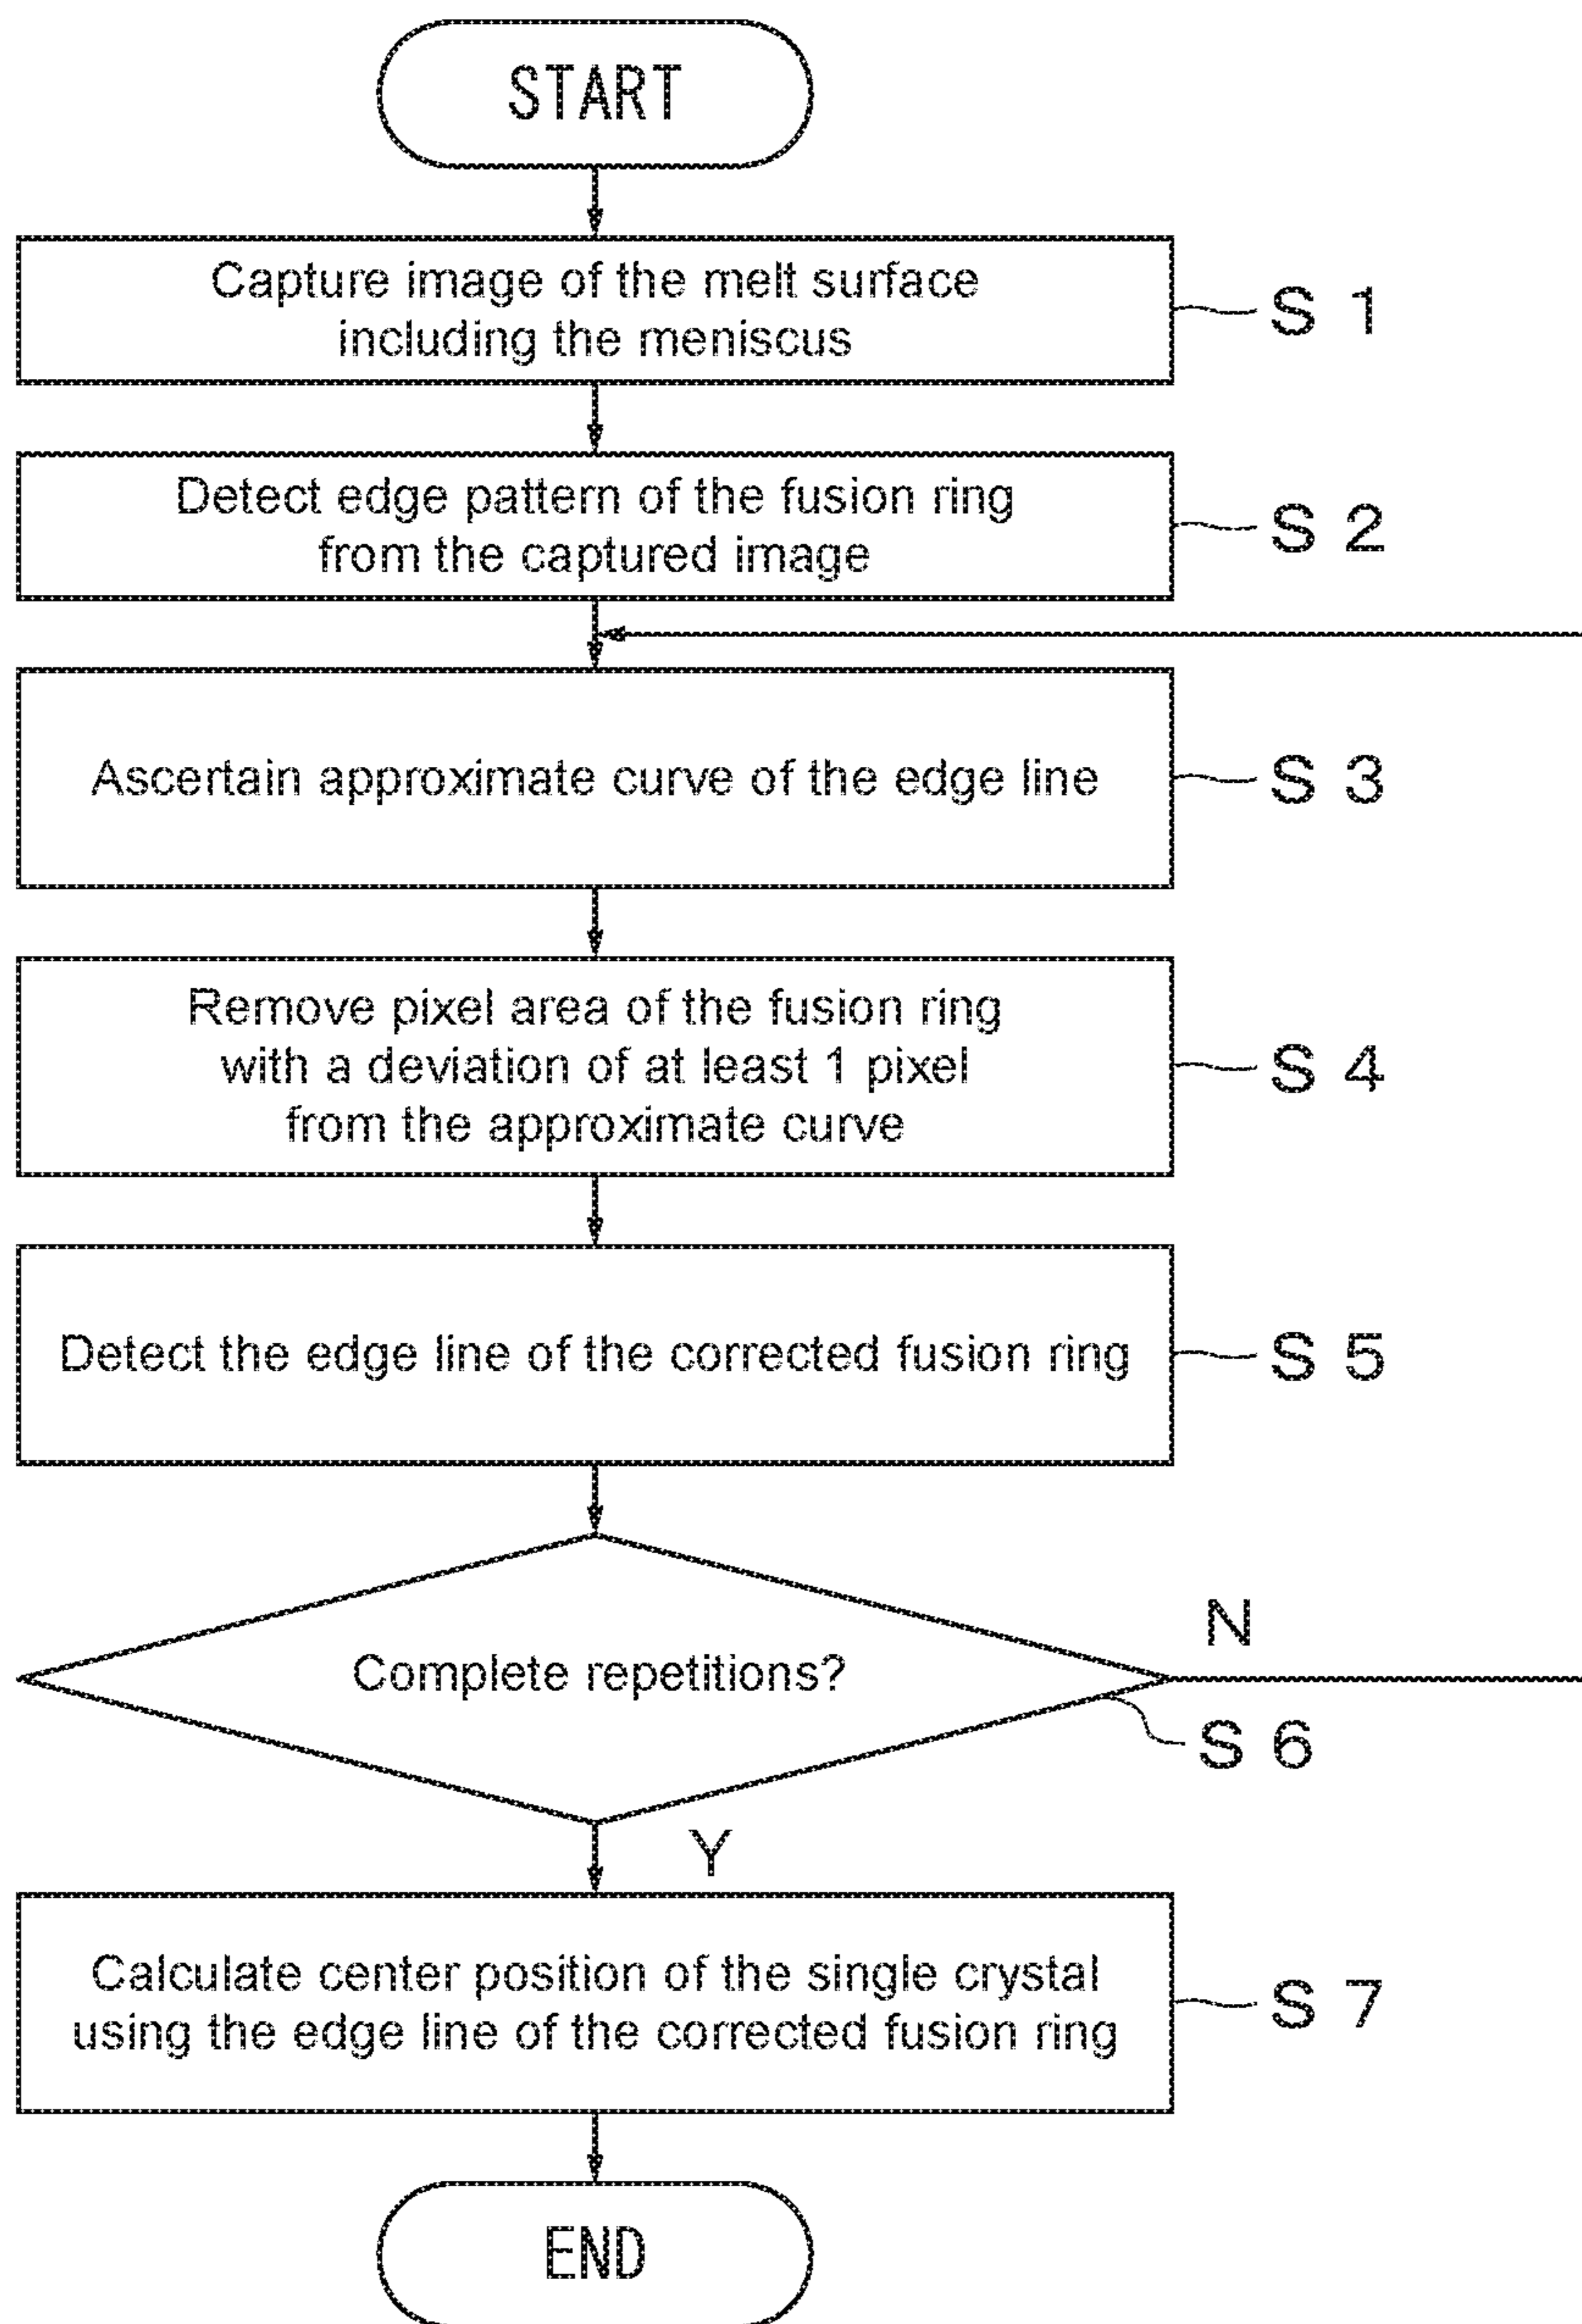 START
Capture image of the melt surface
including the meniscus
S 1
Detect edge pattern of the fusion ring
from the captured image
S 2
Ascertain approximate curve of the edge line
S 3
Remove pixel area of the fusion ring
with a deviation of at least 1 pixel
from the approximate curve
S 4
Detect the edge line of the corrected fusion ring
S 5
Complete repetitions?
N
S 6
Y
Calculate center position of the single crystal
using the edge line of the corrected fusion ring
S 7
END